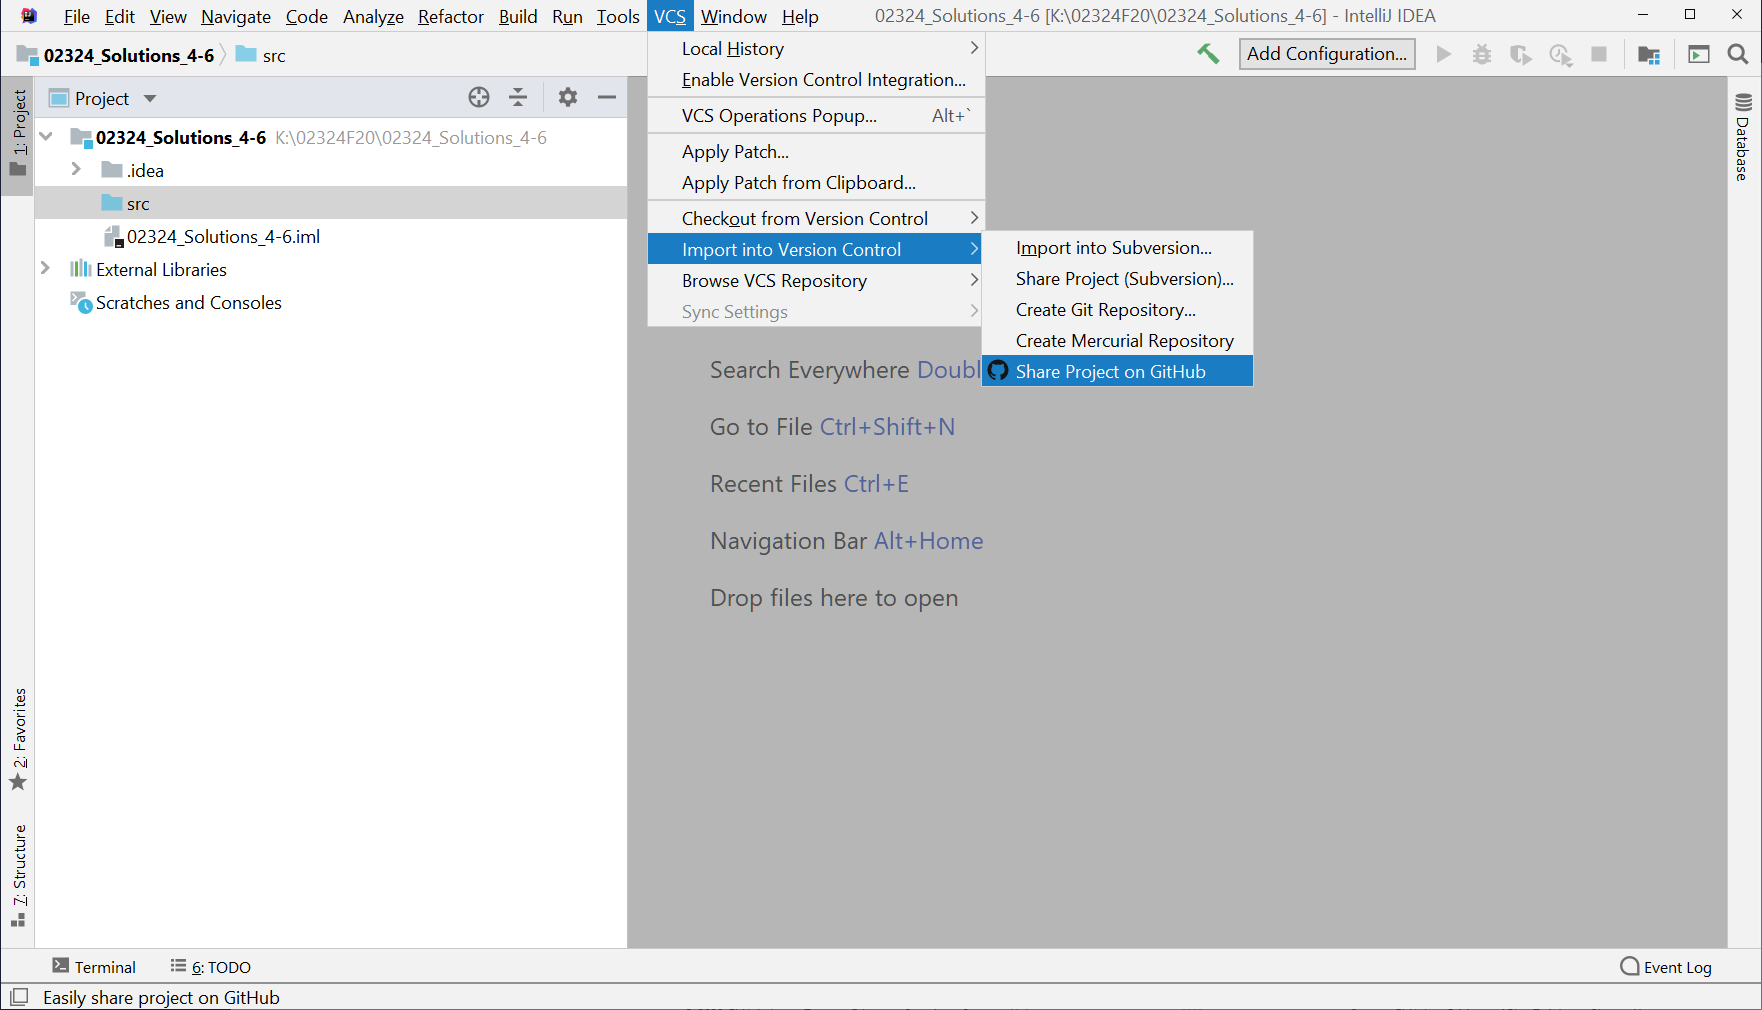 File Edit View Navigate Code Analyze Refactor Build Run Tools VCS Window Help 02324_Solutions_4-6 [K:\02324F20\02324_Solutions_4-6] - IntelliJ IDEA
02324_Solutions_4-6 src
Add Configuration...
1: Project
2: Favorites
7: Structure
Project
02324_Solutions_4-6 K:\02324F20\02324_Solutions_4-6
.idea
src
02324_Solutions_4-6.iml
External Libraries
Scratches and Consoles
Local History
Enable Version Control Integration...
VCS Operations Popup... Alt+`
Apply Patch...
Apply Patch from Clipboard...
Checkout from Version Control
Import into Version Control
Browse VCS Repository
Sync Settings
Import into Subversion...
Share Project (Subversion)...
Create Git Repository...
Create Mercurial Repository
Share Project on GitHub
Search Everywhere Doubl
Go to File Ctrl+Shift+N
Recent Files Ctrl+E
Navigation Bar Alt+Home
Drop files here to open
Database
Terminal 6: TODO Event Log
Easily share project on GitHub